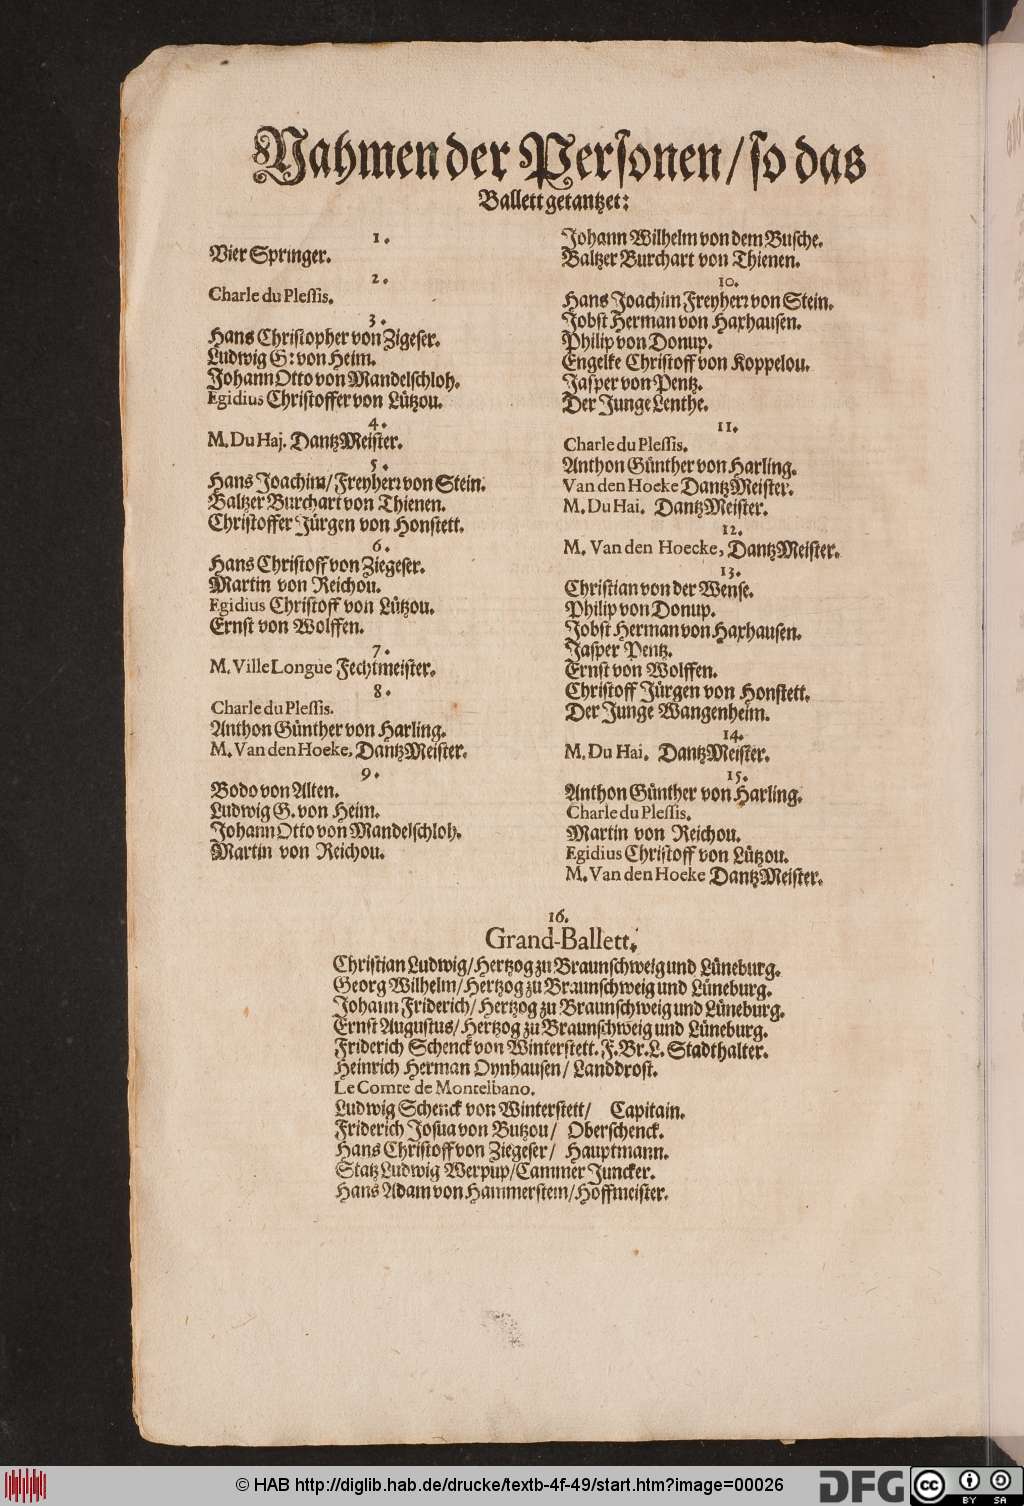 Nahmen der Personen/ so das
Ballett getantzet:
1.
Vier Springer.
2.
Charle du Plessis.
3.
Hans Christopher von Zigeser.
Ludwig G: von Heim.
Johann Otto von Mandelschloh.
Egidius Christoffer von Lützou.
4.
M. Du Haj. DantzMeister.
5.
Hans Joachim/ Freyherr von Stein.
Baltzer Burchart von Thienen.
Christoffer Jürgen von Honstett.
6.
Hans Christoff von Ziegeser.
Martin von Reichou.
Egidius Christoff von Lützou.
Ernst von Wolffen.
7.
M. Ville Longue Fechtmeister.
8.
Charle du Plessis.
Anthon Günther von Harling.
M. Van den Hoeke, DantzMeister.
9.
Bodo von Alten.
Ludwig G. von Heim.
Johann Otto von Mandelschloh.
Martin von Reichou.
Johann Wilhelm von dem Busche.
Baltzer Burchart von Thienen.
10.
Hans Joachim Freyherr von Stein.
Jobst Herman von Haxhausen.
Philip von Donup.
Engelke Christoff von Koppelou.
Jasper von Pentz.
Der Junge Lenthe.
11.
Charle du Plessis.
Anthon Günther von Harling.
Van den Hoeke DantzMeister.
M. Du Hai. DantzMeister.
12.
M. Van den Hoecke, DantzMeister.
13.
Christian von der Wense.
Philip von Donup.
Jobst Herman von Haxhausen.
Jasper Pentz.
Ernst von Wolffen.
Christoff Jürgen von Honstett.
Der Junge Wangenheim.
14.
M. Du Hai. DantzMeister.
15.
Anthon Günther von Harling.
Charle du Plessis.
Martin von Reichou.
Egidius Christoff von Lützou.
M. Van den Hoeke DantzMeister.
16.
Grand-Ballett.
Christian Ludwig/ Hertzog zu Braunschweig und Lüneburg.
Georg Wilhelm/ Hertzog zu Braunschweig und Lüneburg.
Johann Friderich/ Hertzog zu Braunschweig und Lüneburg.
Ernst Augustus/ Hertzog zu Braunschweig und Lüneburg.
Friderich Schenck von Winterstett. F. Br. L. Stadthalter.
Heinrich Herman Oynhausen/ Landdrost.
Le Comte de Montelbano.
Ludwig Schenck von Winterstett/ Capitain.
Friderich Josua von Butzou/ Oberschenck.
Hans Christoff von Ziegeser/ Hauptmann.
Statz Ludwig Werpup/ Cammer Juncker.
Hans Adam von Hammerstein/ Hoffmeister.
© HAB http://diglib.hab.de/drucke/textb-4f-49/start.htm?image=00026
DFG
cc BY SA